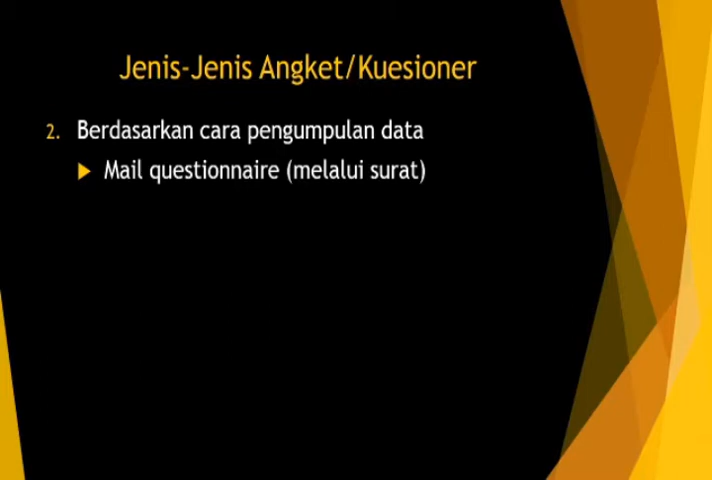 Jenis-Jenis Angket/Kuesioner
2. Berdasarkan cara pengumpulan data
Mail questionnaire (melalui surat)